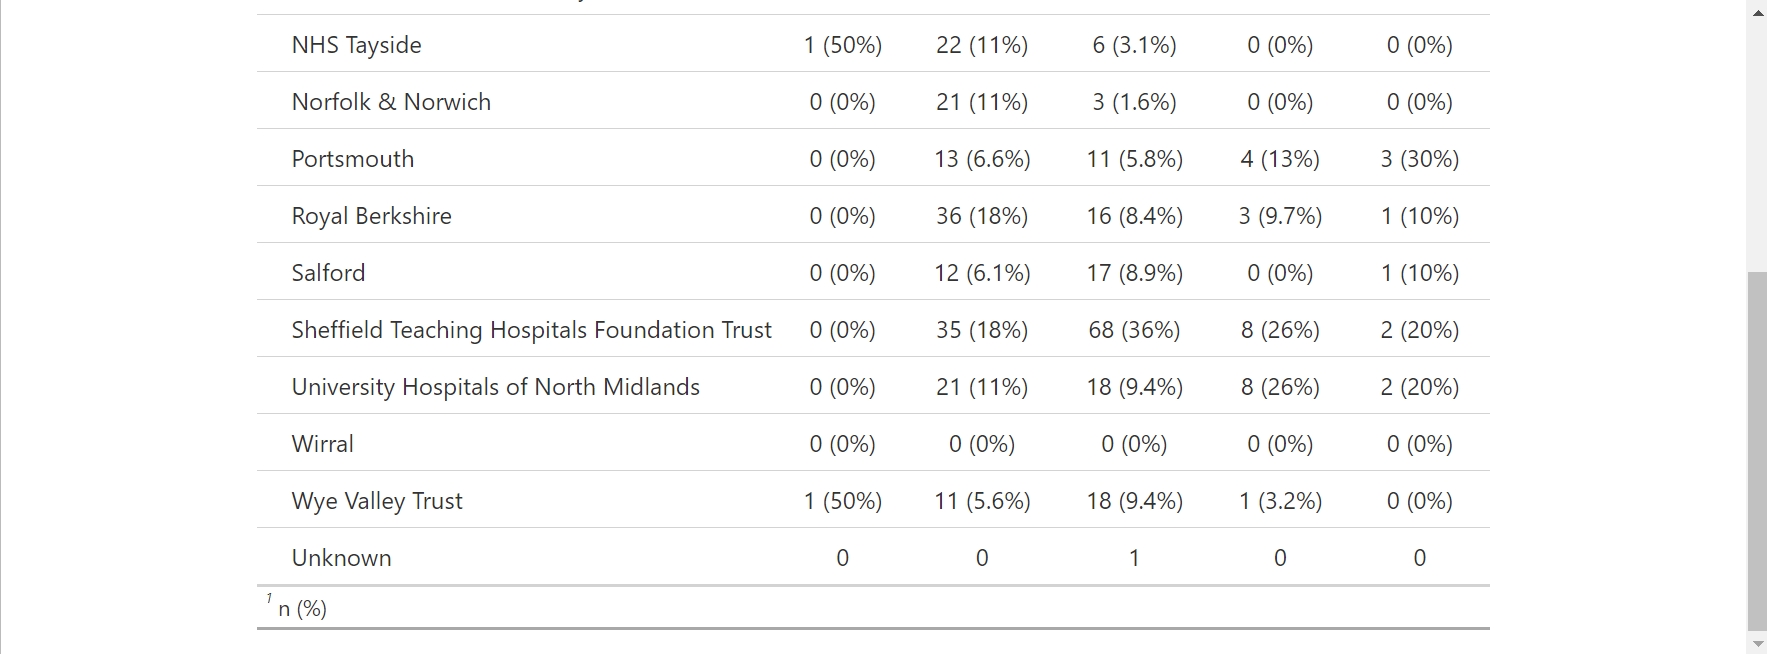 NHS Tayside 1 (50%) 22 (11%) 6 (3.1%) 0 (0%) 0 (0%)
Norfolk & Norwich 0 (0%) 21 (11%) 3 (1.6%) 0 (0%) 0 (0%)
Portsmouth 0 (0%) 13 (6.6%) 11 (5.8%) 4 (13%) 3 (30%)
Royal Berkshire 0 (0%) 36 (18%) 16 (8.4%) 3 (9.7%) 1 (10%)
Salford 0 (0%) 12 (6.1%) 17 (8.9%) 0 (0%) 1 (10%)
Sheffield Teaching Hospitals Foundation Trust 0 (0%) 35 (18%) 68 (36%) 8 (26%) 2 (20%)
University Hospitals of North Midlands 0 (0%) 21 (11%) 18 (9.4%) 8 (26%) 2 (20%)
Wirral 0 (0%) 0 (0%) 0 (0%) 0 (0%) 0 (0%)
Wye Valley Trust 1 (50%) 11 (5.6%) 18 (9.4%) 1 (3.2%) 0 (0%)
Unknown 0 0 1 0 0
1 n (%)